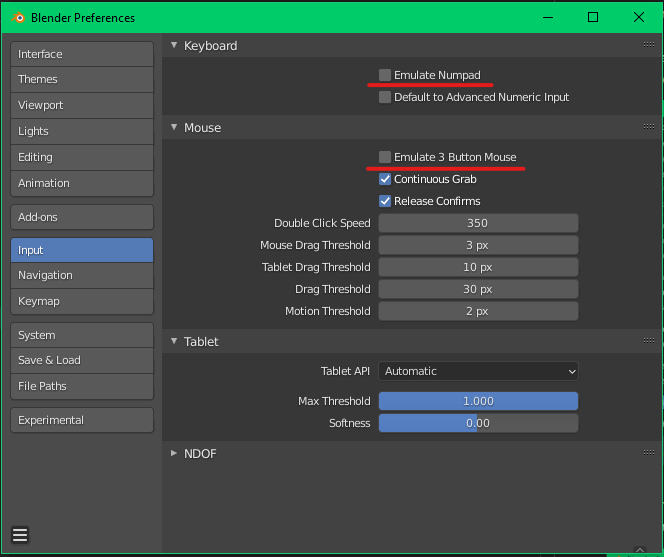 Blender Preferences
Interface
Themes
Viewport
Lights
Editing
Animation
Add-ons
Input
Navigation
Keymap
System
Save & Load
File Paths
Experimental
Keyboard
Emulate Numpad
Default to Advanced Numeric Input
Mouse
Emulate 3 Button Mouse
Continuous Grab
Release Confirms
Double Click Speed 350
Mouse Drag Threshold 3 px
Tablet Drag Threshold 10 px
Drag Threshold 30 px
Motion Threshold 2 px
Tablet
Tablet API Automatic
Max Threshold 1.000
Softness 0.00
NDOF